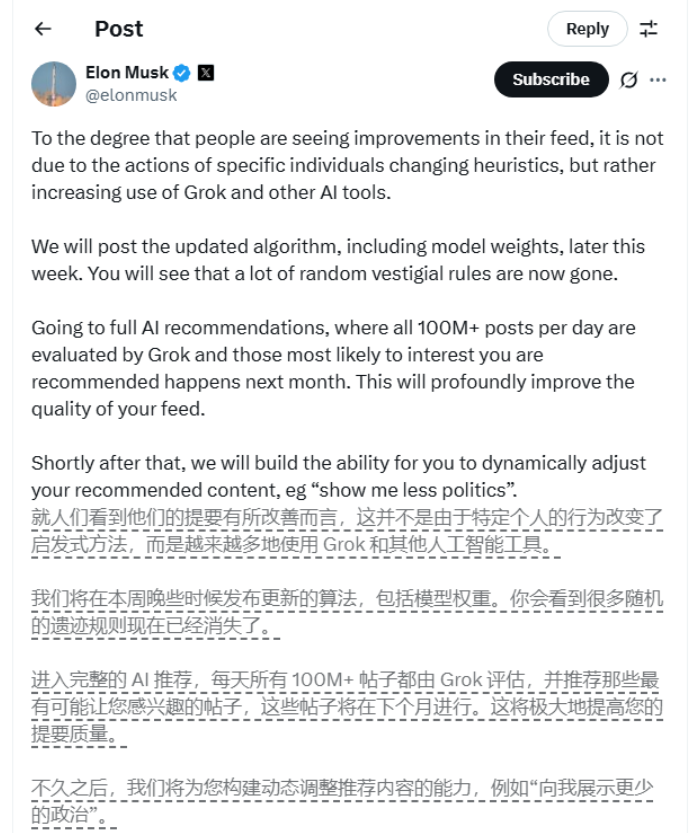 Post
Reply
Elon Musk
@elonmusk
Subscribe
To the degree that people are seeing improvements in their feed, it is not
due to the actions of specific individuals changing heuristics, but rather
increasing use of Grok and other AI tools.
We will post the updated algorithm, including model weights, later this
week. You will see that a lot of random vestigial rules are now gone.
Going to full AI recommendations, where all 100M+ posts per day are
evaluated by Grok and those most likely to interest you are
recommended happens next month. This will profoundly improve the
quality of your feed.
Shortly after that, we will build the ability for you to dynamically adjust
your recommended content, eg “show me less politics”.
就人们看到他们的提要有所改善而言，这并不是由于特定个人的行为改变了
启发式方法，而是越来越多地使用 Grok 和其他人工智能工具。
我们将在本周晚些时候发布更新的算法，包括模型权重。你会看到很多随机
的遗迹规则现在已经消失了。
进入完整的 AI 推荐，每天所有 100M+ 帖子都由 Grok 评估，并推荐那些最
有可能让您感兴趣的帖子，这些帖子将在下个月进行。这将极大地提高您的
提要质量。
不久之后，我们将为您构建动态调整推荐内容的能力，例如“向我展示更少
的政治”。